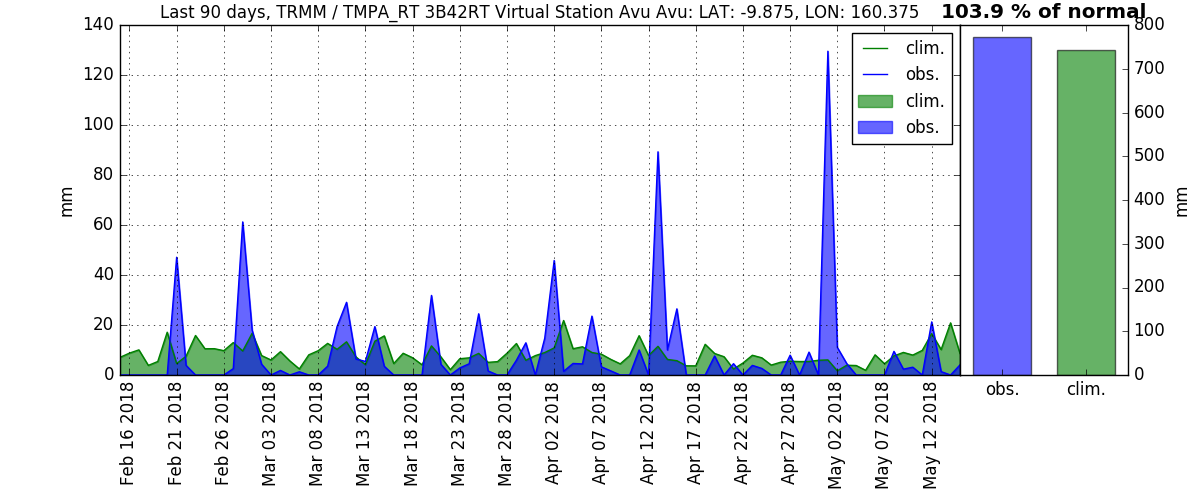 Last 90 days, TRMM / TMPA_RT 3B42RT Virtual Station Avu Avu: LAT: -9.875, LON: 160.375
103.9 % of normal
140
120
100
80
60
40
20
0
mm
clim.
obs.
clim.
obs.
800
700
600
500
400
300
200
100
0
mm
Feb 16 2018
Feb 21 2018
Feb 26 2018
Mar 03 2018
Mar 08 2018
Mar 13 2018
Mar 18 2018
Mar 23 2018
Mar 28 2018
Apr 02 2018
Apr 07 2018
Apr 12 2018
Apr 17 2018
Apr 22 2018
Apr 27 2018
May 02 2018
May 07 2018
May 12 2018
obs.
clim.